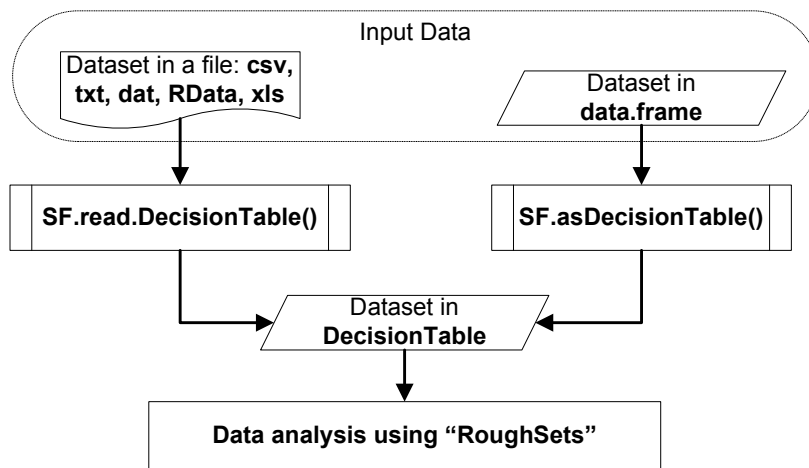 Input Data
Dataset in a file: csv,
txt, dat, RData, xls
Dataset in
data.frame
SF.read.DecisionTable()
SF.asDecisionTable()
Dataset in
DecisionTable
Data analysis using “RoughSets”